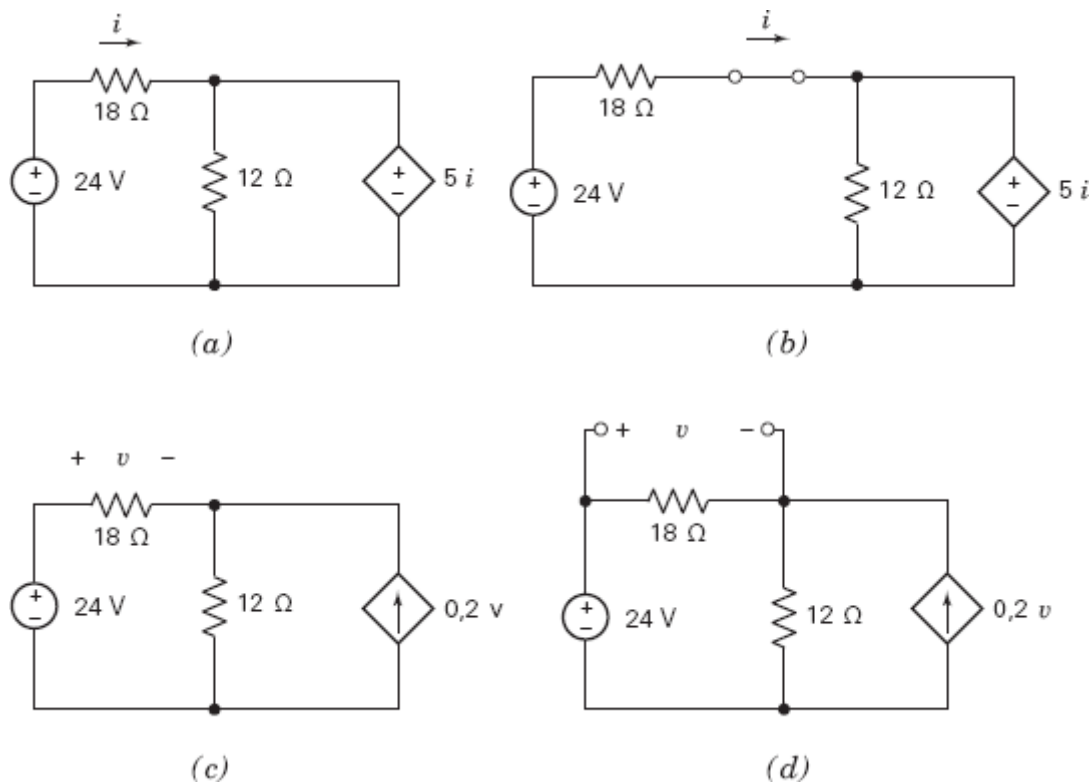 i i
18 Ω 18 Ω
+ − 24 V 12 Ω + − 5 i + − 24 V 12 Ω + − 5 i
(a) (b)
+ v − + v −
18 Ω 18 Ω
+ − 24 V 12 Ω 0,2 v + − 24 V 12 Ω 0,2 v
(c) (d)